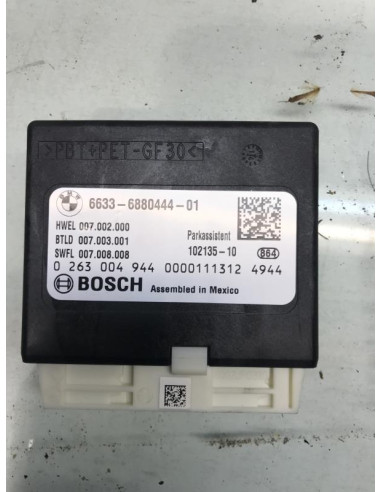 >PBT+PET-GF30<
6633-6880444-01
HWEL 007.002.000
BTLD 007.003.001 Parkassistent
SWFL 007.008.008 102135-10 864
0 263 004 944 0000111312 4944
BOSCH Assembled in Mexico